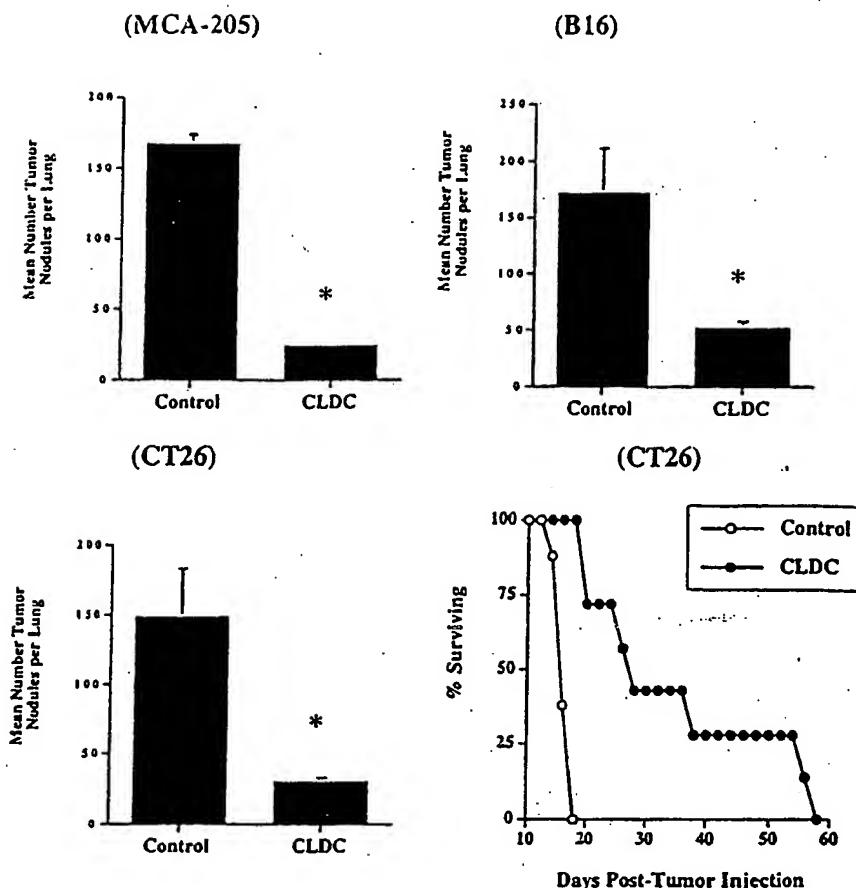 (MCA-205)
Mean Number Tumor
Nodules per Lung
200
150
100
50
0
*
Control
CLDC
(B16)
Mean Number Tumor
Nodules per Lung
250
200
150
100
50
0
*
Control
CLDC
(CT26)
Mean Number Tumor
Nodules per Lung
200
150
100
50
0
*
Control
CLDC
(CT26)
% Surviving
100
75
50
25
0
Control
CLDC
10 20 30 40 50 60
Days Post-Tumor Injection